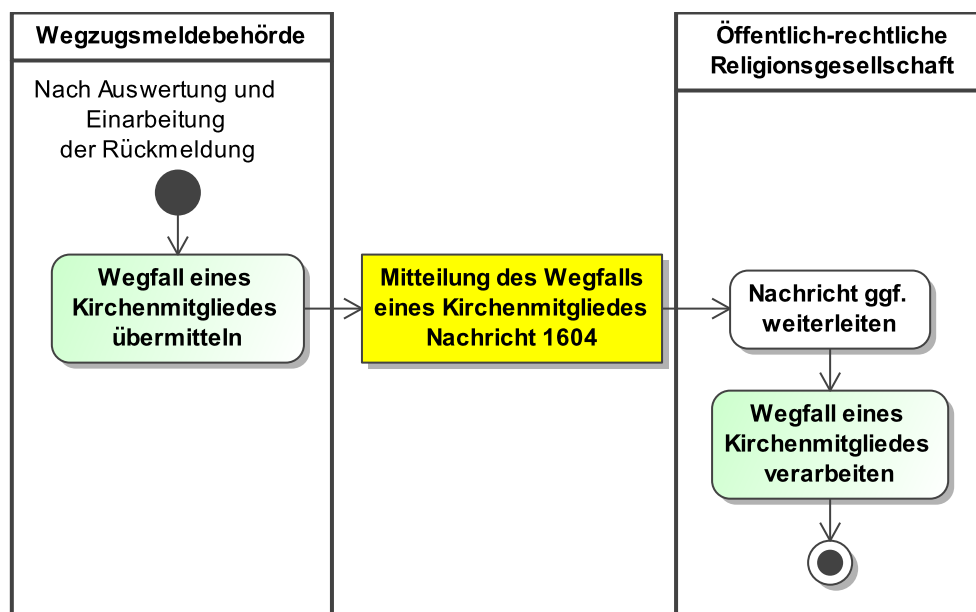 Wegzugsmeldebehörde
Nach Auswertung und
Einarbeitung
der Rückmeldung
Wegfall eines
Kirchenmitgliedes
übermitteln
Mitteilung des Wegfalls
eines Kirchenmitgliedes
Nachricht 1604
Öffentlich-rechtliche
Religionsgesellschaft
Nachricht ggf.
weiterleiten
Wegfall eines
Kirchenmitgliedes
verarbeiten